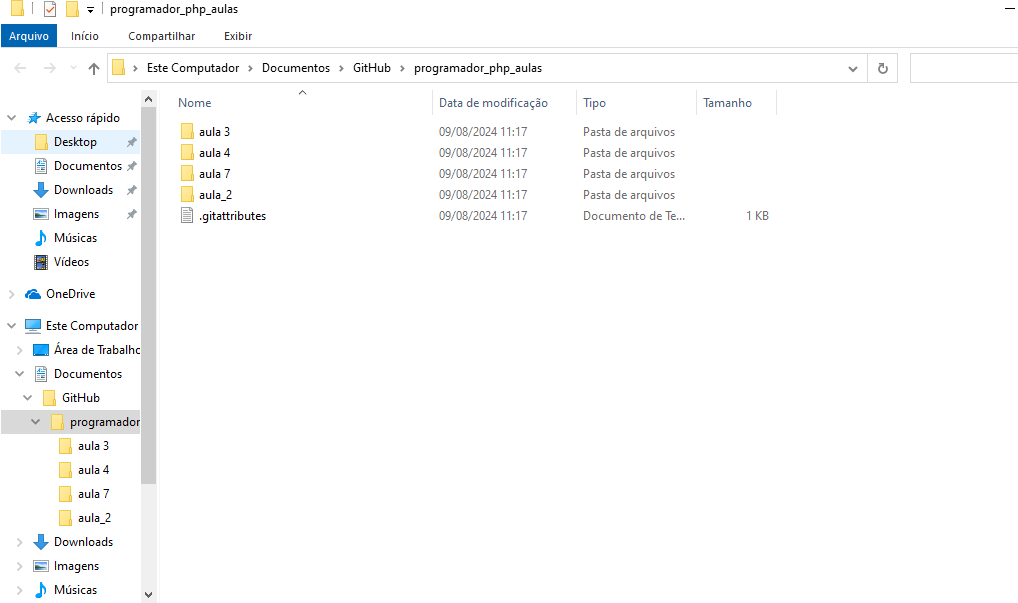 programador_php_aulas
Arquivo Início Compartilhar Exibir
Este Computador Documentos GitHub programador_php_aulas
Nome Data de modificação Tipo Tamanho
aula 3 09/08/2024 11:17 Pasta de arquivos
aula 4 09/08/2024 11:17 Pasta de arquivos
aula 7 09/08/2024 11:17 Pasta de arquivos
aula_2 09/08/2024 11:17 Pasta de arquivos
.gitattributes 09/08/2024 11:17 Documento de Te... 1 KB
Acesso rápido
Desktop
Documentos
Downloads
Imagens
Músicas
Vídeos
OneDrive
Este Computador
Área de Trabalho
Documentos
GitHub
programador
aula 3
aula 4
aula 7
aula_2
Downloads
Imagens
Músicas